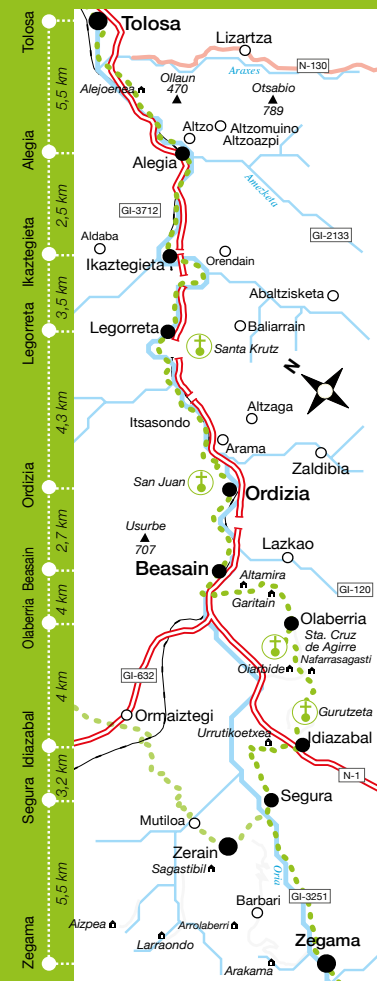 Tolosa
5,5 km
Alegia
2,5 km
Ikaztegieta
3,5 km
Legorreta
4,3 km
Ordizia
2,7 km
Beasain
4 km
Olaberria
4 km
Idiazabal
3,2 km
Segura
5,5 km
Zegama
Tolosa
Lizartza
N-130
Araxes
Ollaun
470
Otsabio
789
Alejoenea
Altzo
Altzomuino
Altzoazpi
Alegia
Amezketa
GI-3712
GI-2133
Aldaba
Ikaztegieta
Orendain
Abaltzisketa
Legorreta
Baliarrain
Santa Krutz
N
Altzaga
Itsasondo
Arama
Zaldibia
San Juan
Ordizia
Usurbe
707
Lazkao
Beasain
Altamira
GI-120
Garitain
Olaberria
Sta. Cruz
de Agirre
Nafarrasagasti
Oiarbide
GI-632
Gurutzeta
Ormaiztegi
Urrutikoetxea
Idiazabal
N-1
Segura
Mutiloa
Zerain
Sagastibil
Oria
GI-3251
Barbari
Aizpea
Arrolaberri
Larraondo
Zegama
Arakama